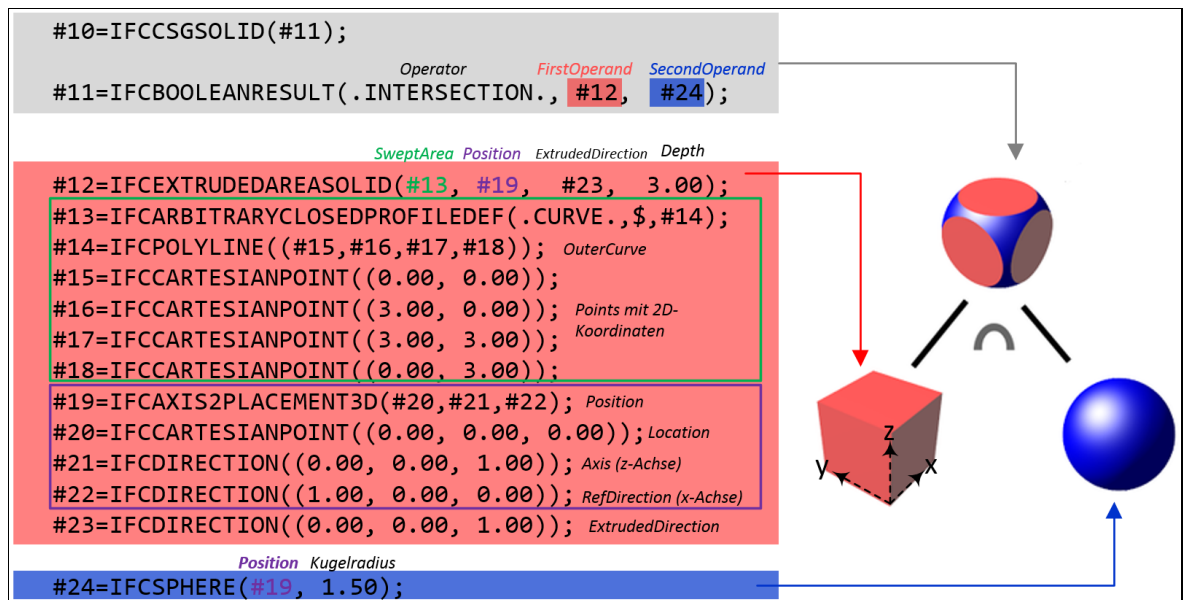 #10=IFCCSGSOLID(#11);
Operator FirstOperand SecondOperand
#11=IFCBOOLEANRESULT(.INTERSECTION., #12, #24);
SweptArea Position ExtrudedDirection Depth
#12=IFCEXTRUDEDAREASOLID(#13, #19, #23, 3.00);
#13=IFCARBITRARYCLOSEDPROFILEDEF(.CURVE.,$,#14);
#14=IFCPOLYLINE((#15,#16,#17,#18)); OuterCurve
#15=IFCCARTESIANPOINT((0.00, 0.00));
#16=IFCCARTESIANPOINT((3.00, 0.00)); Points mit 2D-
Koordinaten
#17=IFCCARTESIANPOINT((3.00, 3.00));
#18=IFCCARTESIANPOINT((0.00, 3.00));
#19=IFCAXIS2PLACEMENT3D(#20,#21,#22); Position
#20=IFCCARTESIANPOINT((0.00, 0.00, 0.00)); Location
#21=IFCDIRECTION((0.00, 0.00, 1.00)); Axis (z-Achse)
#22=IFCDIRECTION((1.00, 0.00, 0.00)); RefDirection (x-Achse)
#23=IFCDIRECTION((0.00, 0.00, 1.00)); ExtrudedDirection
Position Kugelradius
#24=IFCSPHERE(#19, 1.50);
z
y
x